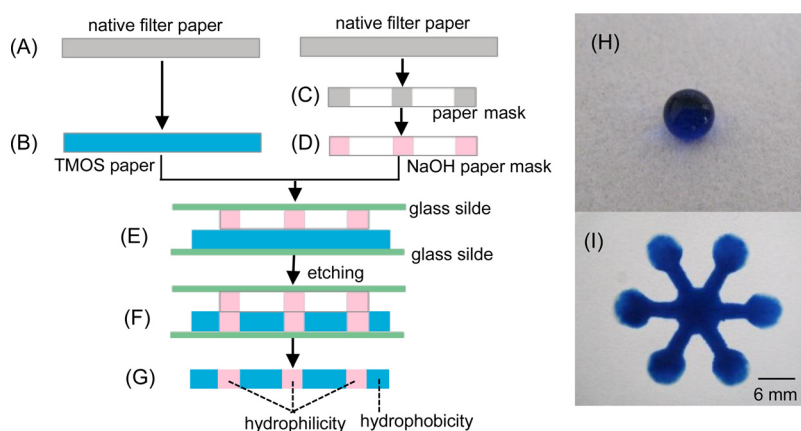 native filter paper
(A)
native filter paper
(C)
paper mask
(B)
TMOS paper
(D)
NaOH paper mask
glass silde
(E)
glass silde
etching
(F)
(G)
hydrophilicity
hydrophobicity
(H)
(I)
6 mm